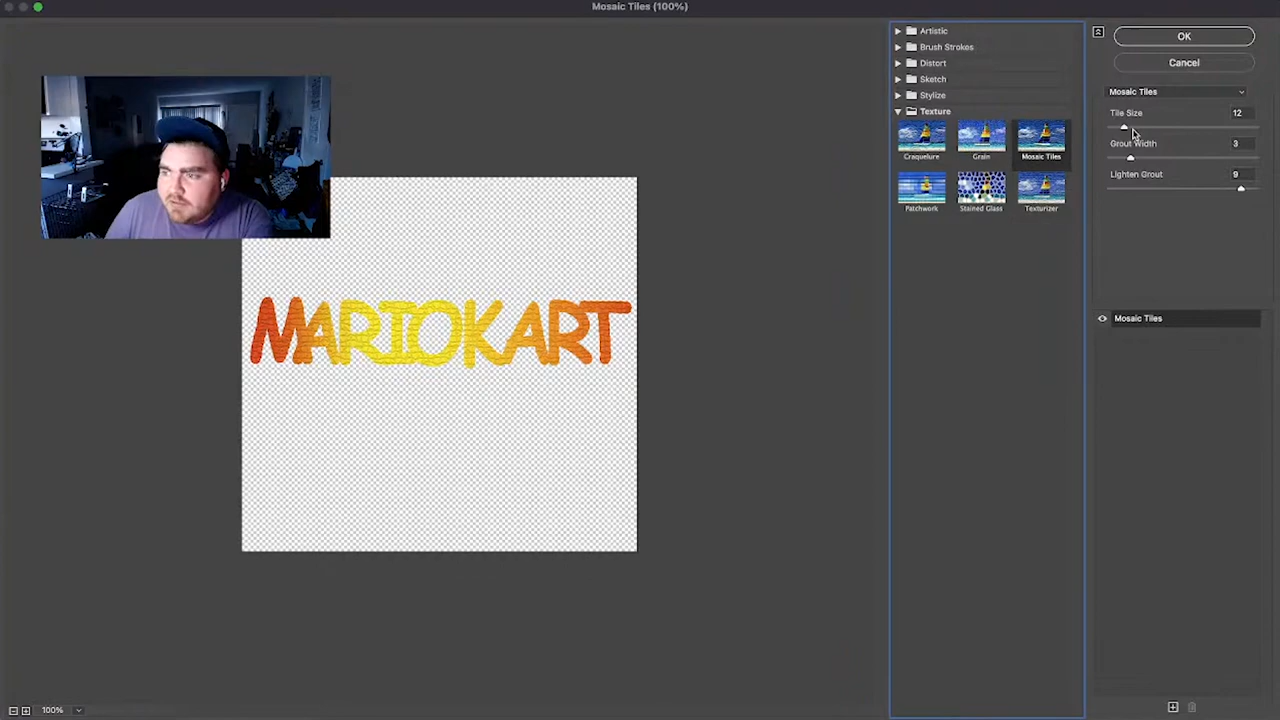 Mosaic Tiles (100%)
Artistic
Brush Strokes
Distort
Sketch
Stylize
Texture
Craquelure
Grain
Mosaic Tiles
Patchwork
Stained Glass
Texturizer
OK
Cancel
Mosaic Tiles
Tile Size 12
Grout Width 3
Lighten Grout 9
Mosaic Tiles
MARIOKART
100%